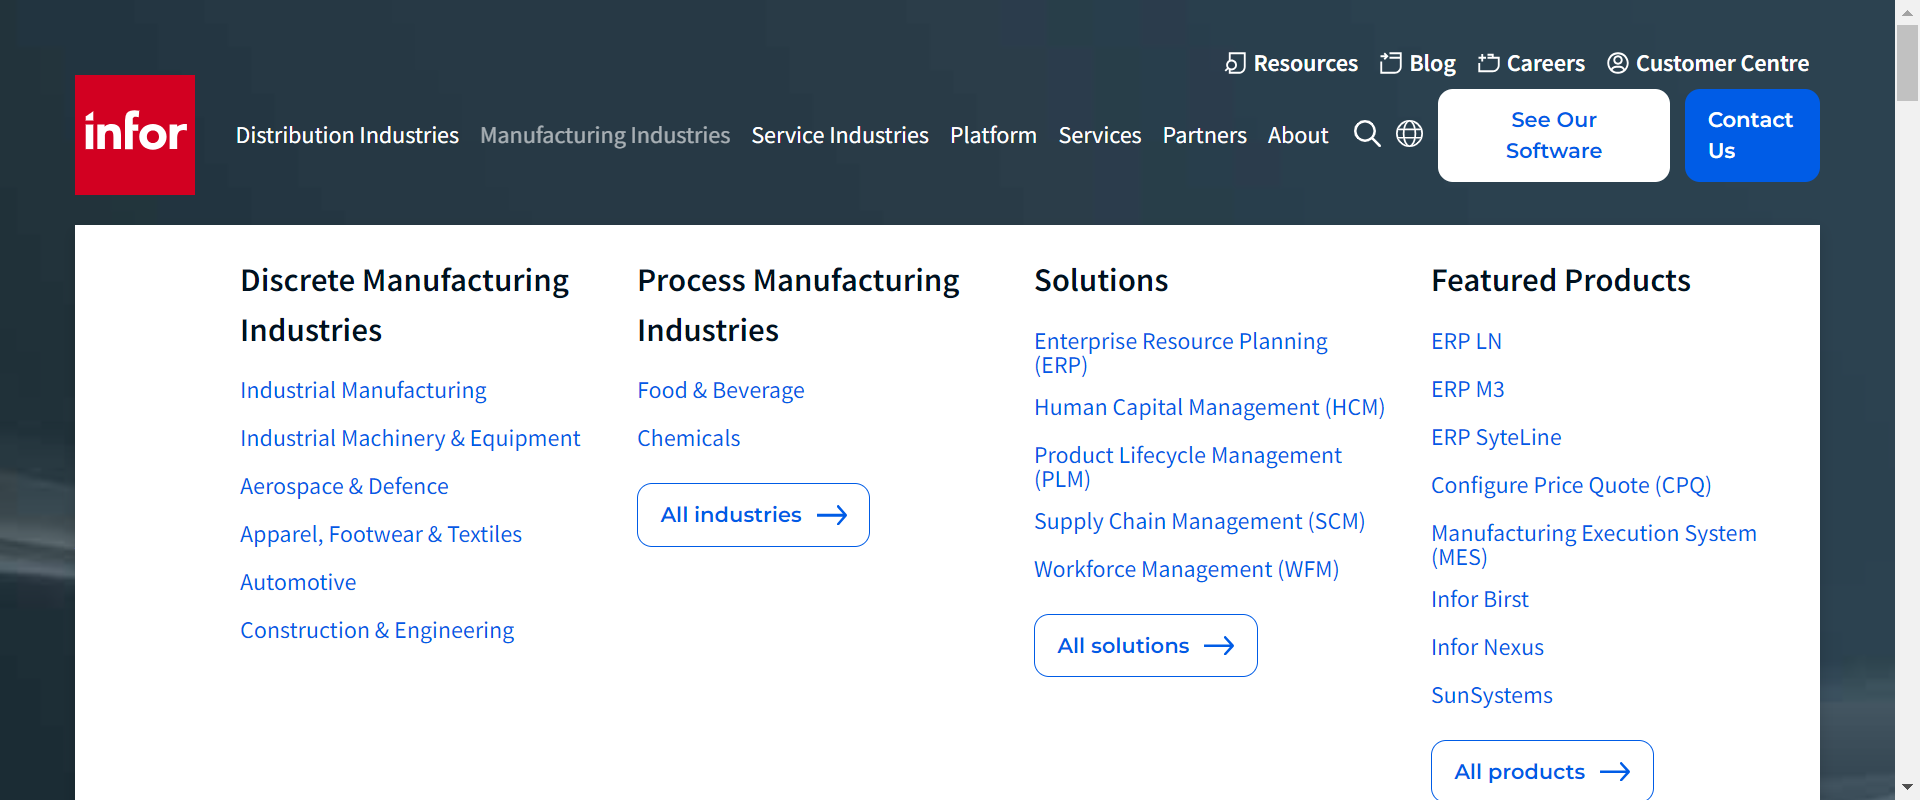 Resources
Blog
Careers
Customer Centre
infor
Distribution Industries
Manufacturing Industries
Service Industries
Platform
Services
Partners
About
See Our
Software
Contact
Us
Discrete Manufacturing
Industries
Industrial Manufacturing
Industrial Machinery & Equipment
Aerospace & Defence
Apparel, Footwear & Textiles
Automotive
Construction & Engineering
Process Manufacturing
Industries
Food & Beverage
Chemicals
All industries
Solutions
Enterprise Resource Planning
(ERP)
Human Capital Management (HCM)
Product Lifecycle Management
(PLM)
Supply Chain Management (SCM)
Workforce Management (WFM)
All solutions
Featured Products
ERP LN
ERP M3
ERP SyteLine
Configure Price Quote (CPQ)
Manufacturing Execution System
(MES)
Infor Birst
Infor Nexus
SunSystems
All products